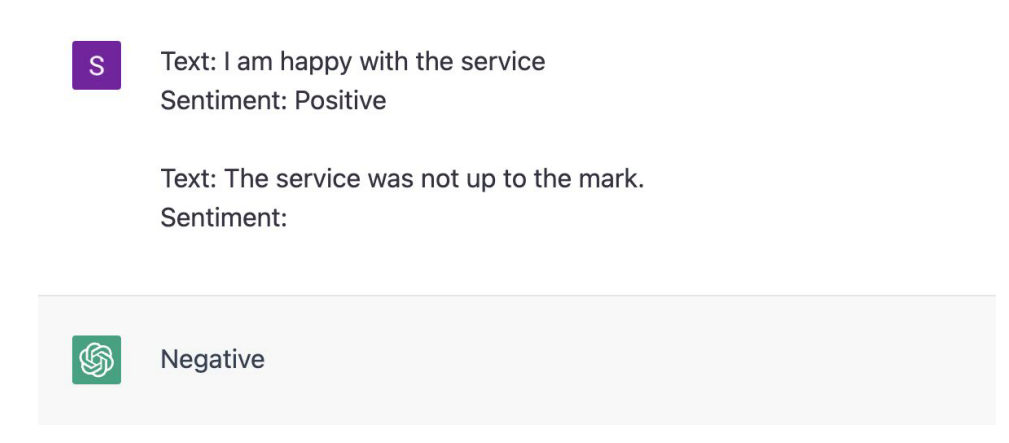 S
Text: I am happy with the service
Sentiment: Positive
Text: The service was not up to the mark.
Sentiment:
Negative